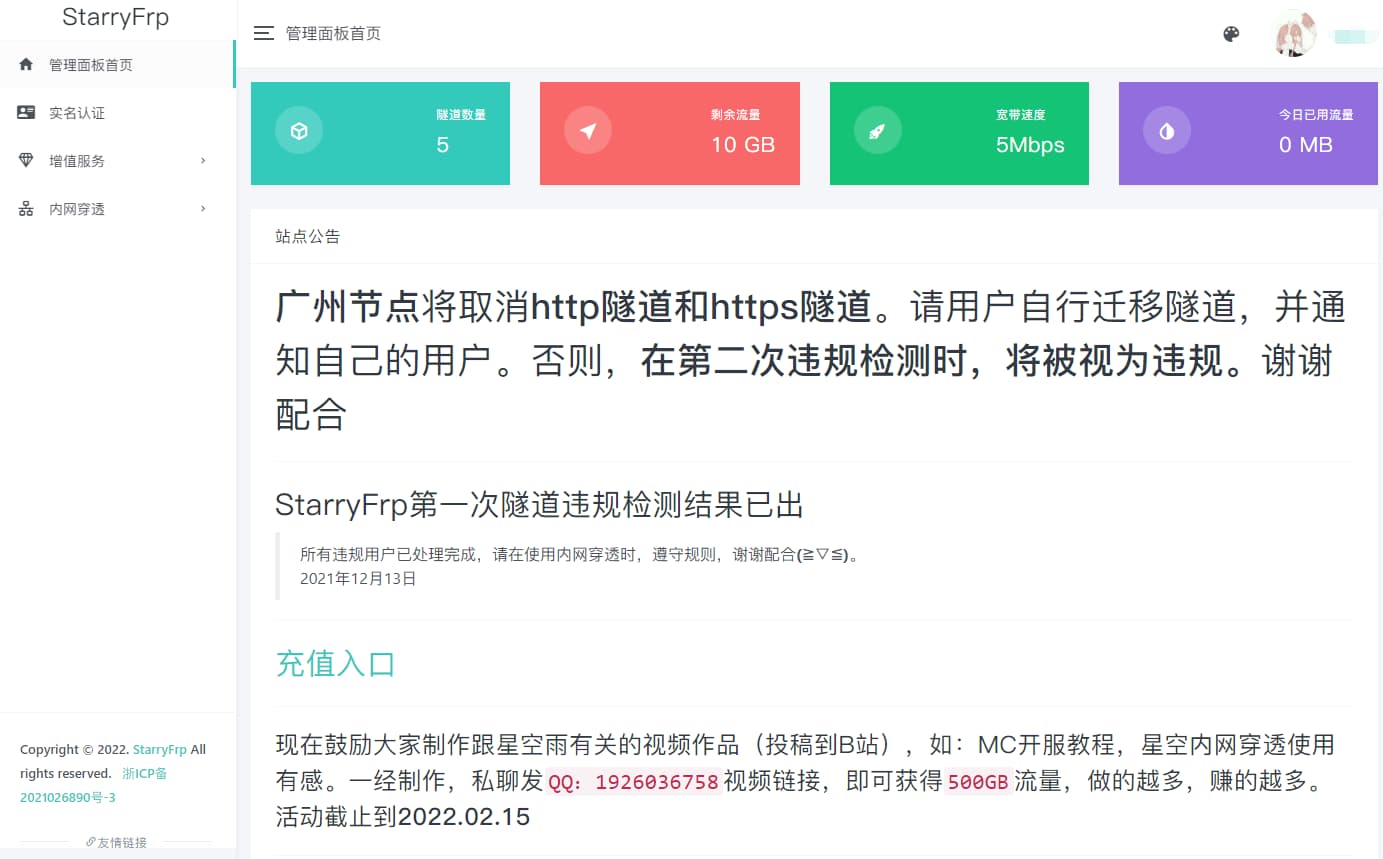 StarryFrp
管理面板首页
实名认证
增值服务
内网穿透
Copyright © 2022. StarryFrp All
rights reserved. 浙ICP备
2021026890号-3
友情链接
管理面板首页
隧道数量
5
剩余流量
10 GB
宽带速度
5Mbps
今日已用流量
0 MB
站点公告
广州节点将取消http隧道和https隧道。请用户自行迁移隧道，并通
知自己的用户。否则，在第二次违规检测时，将被视为违规。谢谢
配合
StarryFrp第一次隧道违规检测结果已出
所有违规用户已处理完成，请在使用内网穿透时，遵守规则，谢谢配合(≧▽≦)。
2021年12月13日
充值入口
现在鼓励大家制作跟星空雨有关的视频作品（投稿到B站），如：MC开服教程，星空内网穿透使用
有感。一经制作，私聊发QQ：1926036758视频链接，即可获得500GB流量，做的越多，赚的越多。
活动截止到2022.02.15